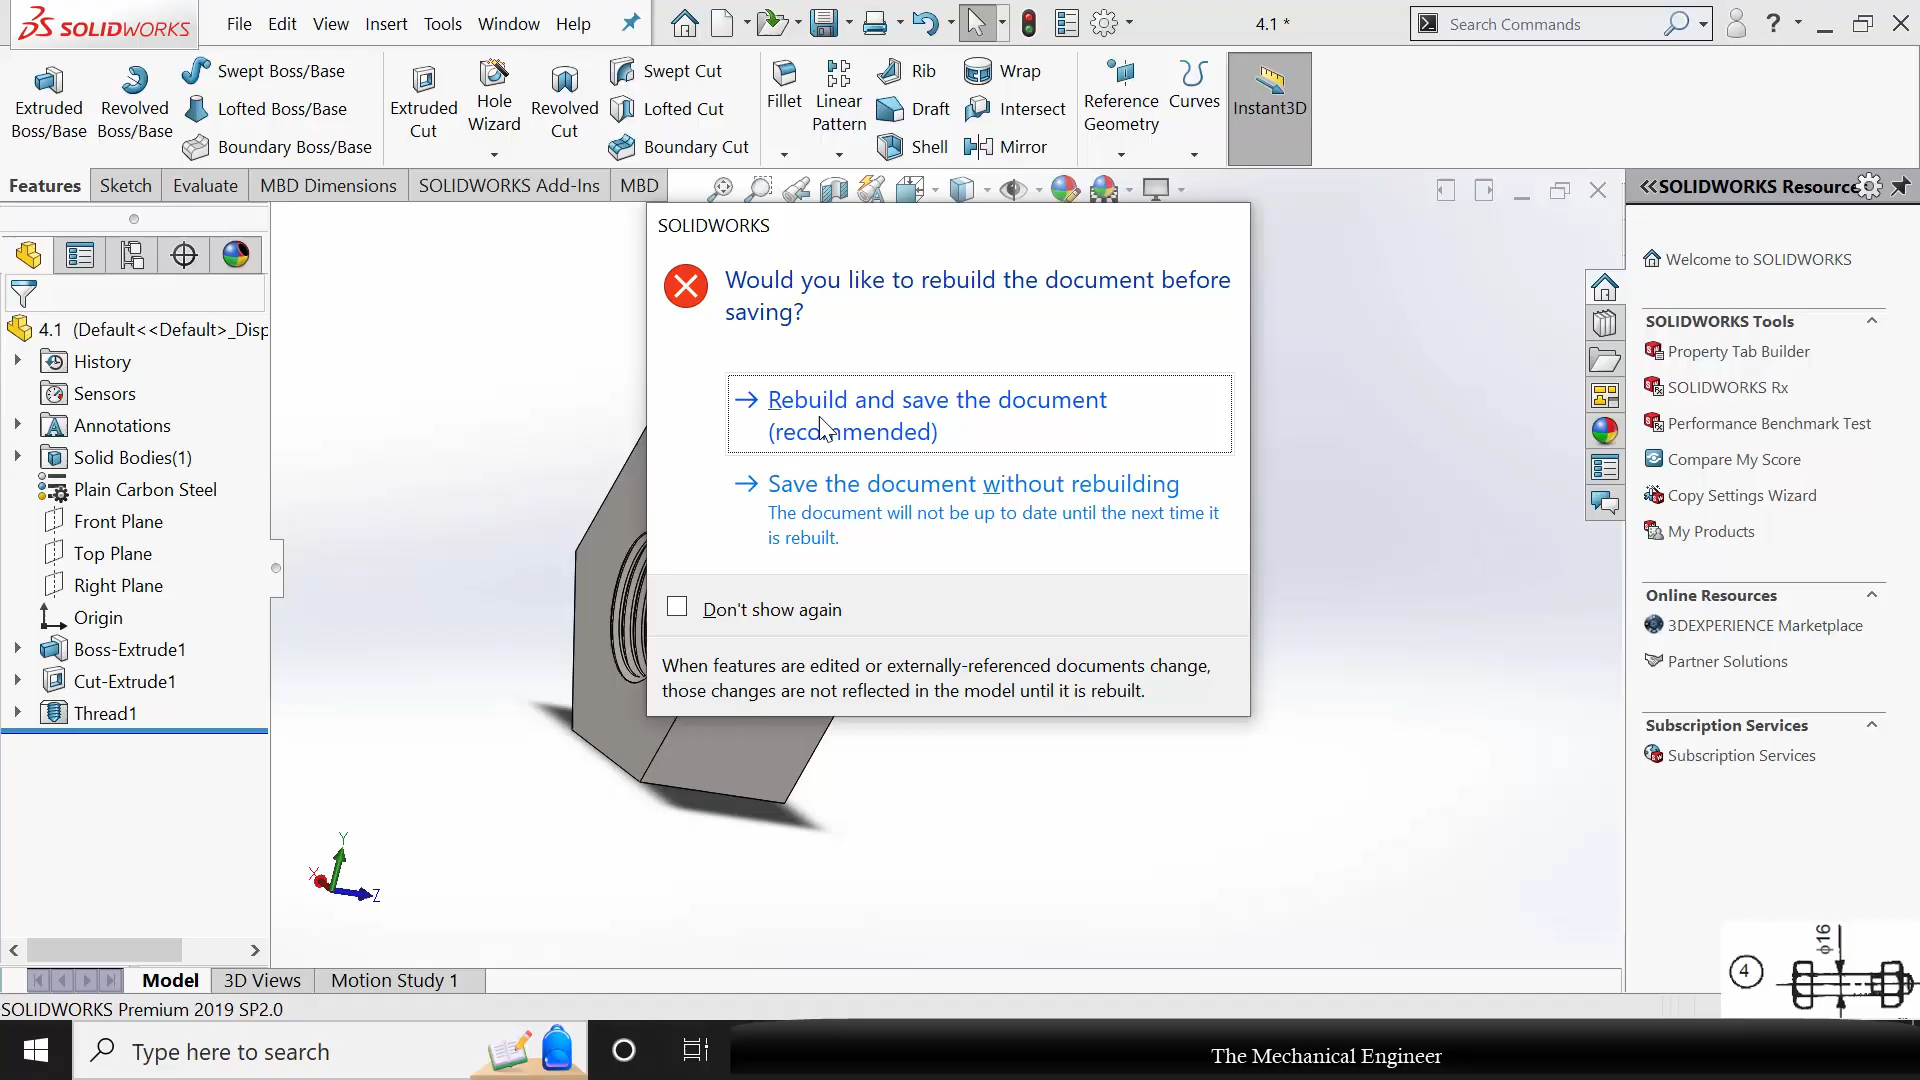 SOLIDWORKS
File Edit View Insert Tools Window Help
4.1 *
Search Commands
Extruded Boss/Base
Revolved Boss/Base
Swept Boss/Base
Lofted Boss/Base
Boundary Boss/Base
Extruded Cut
Hole Wizard
Revolved Cut
Swept Cut
Lofted Cut
Boundary Cut
Fillet
Linear Pattern
Rib
Draft
Shell
Wrap
Intersect
Mirror
Reference Geometry
Curves
Instant3D
Features Sketch Evaluate MBD Dimensions SOLIDWORKS Add-Ins MBD
4.1 (Default<<Default>_Disp
History
Sensors
Annotations
Solid Bodies(1)
Plain Carbon Steel
Front Plane
Top Plane
Right Plane
Origin
Boss-Extrude1
Cut-Extrude1
Thread1
SOLIDWORKS
Would you like to rebuild the document before
saving?
Rebuild and save the document
(recommended)
Save the document without rebuilding
The document will not be up to date until the next time it
is rebuilt.
Don't show again
When features are edited or externally-referenced documents change,
those changes are not reflected in the model until it is rebuilt.
Y
X
Z
SOLIDWORKS Resource
Welcome to SOLIDWORKS
SOLIDWORKS Tools
Property Tab Builder
SOLIDWORKS Rx
Performance Benchmark Test
Compare My Score
Copy Settings Wizard
My Products
Online Resources
3DEXPERIENCE Marketplace
Partner Solutions
Subscription Services
Subscription Services
4
ϕ16
Model 3D Views Motion Study 1
SOLIDWORKS Premium 2019 SP2.0
Type here to search
The Mechanical Engineer